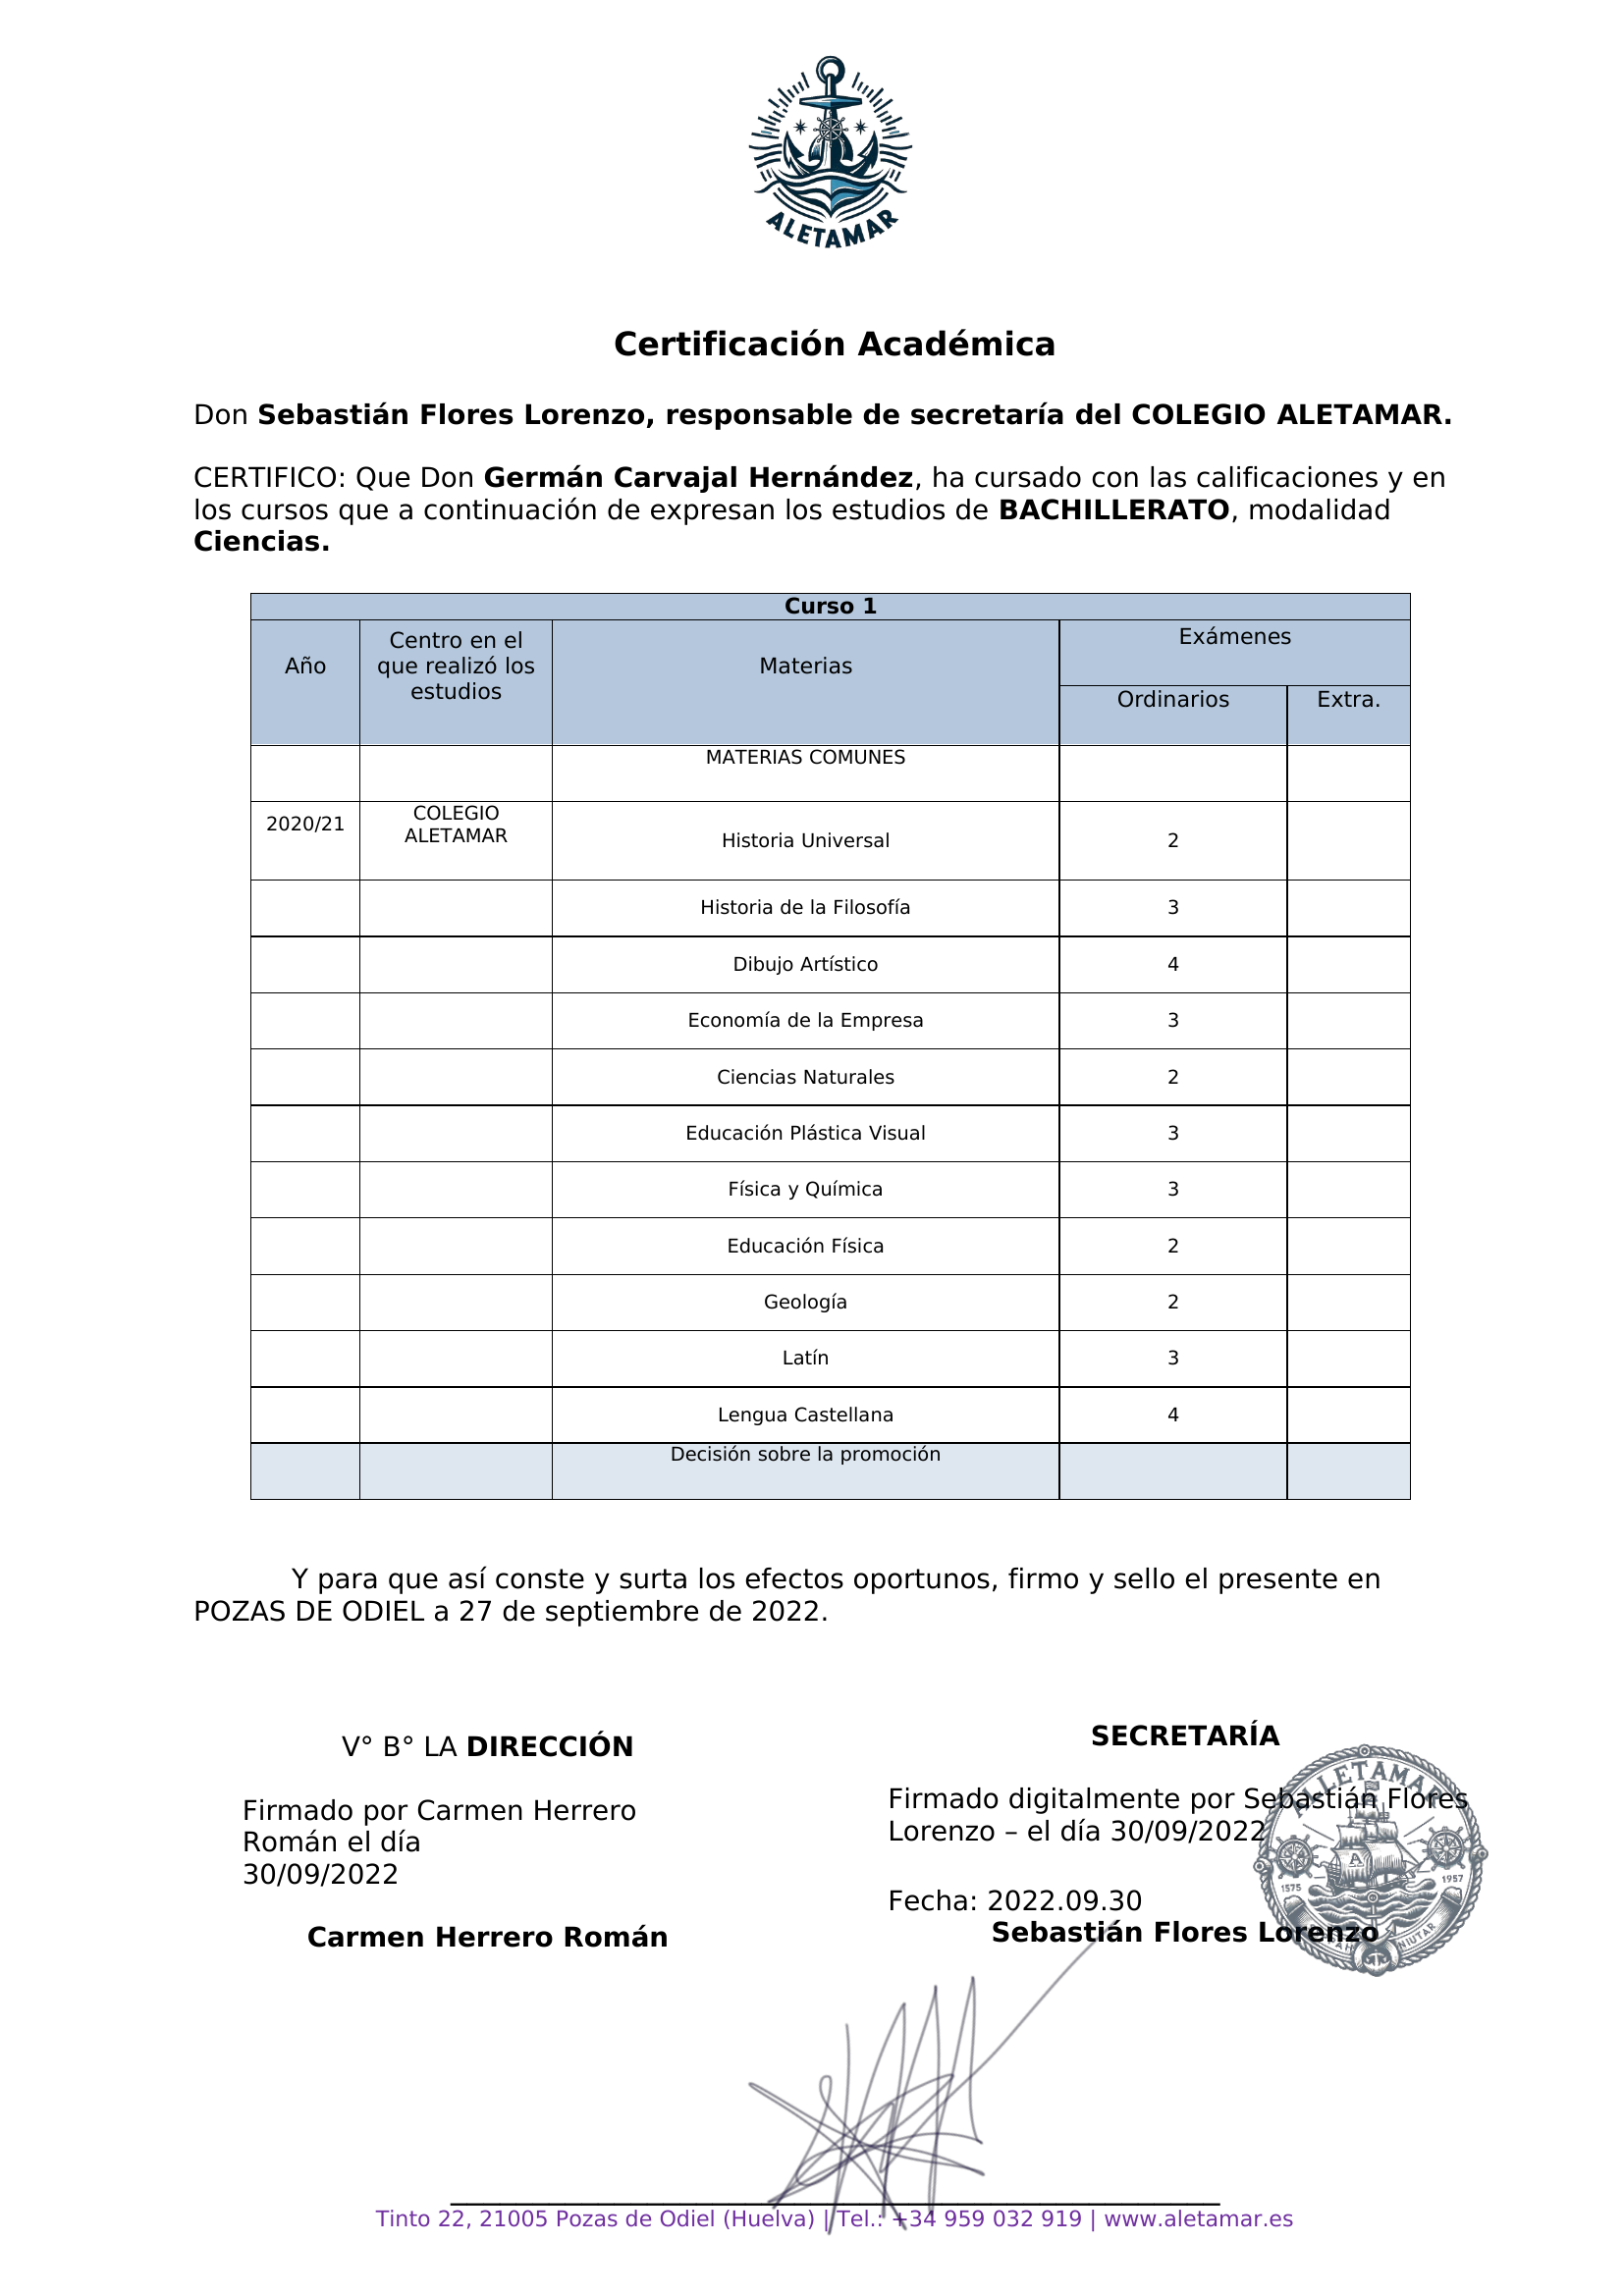 ALETAMAR
Certificación Académica
Don Sebastián Flores Lorenzo, responsable de secretaría del COLEGIO ALETAMAR.
CERTIFICO: Que Don Germán Carvajal Hernández, ha cursado con las calificaciones y en
los cursos que a continuación de expresan los estudios de BACHILLERATO, modalidad
Ciencias.
Curso 1
Año
Centro en el
que realizó los
estudios
Materias
Exámenes
Ordinarios
Extra.
MATERIAS COMUNES
2020/21
COLEGIO
ALETAMAR
Historia Universal 2
Historia de la Filosofía 3
Dibujo Artístico 4
Economía de la Empresa 3
Ciencias Naturales 2
Educación Plástica Visual 3
Física y Química 3
Educación Física 2
Geología 2
Latín 3
Lengua Castellana 4
Decisión sobre la promoción
Y para que así conste y surta los efectos oportunos, firmo y sello el presente en
POZAS DE ODIEL a 27 de septiembre de 2022.
V° B° LA DIRECCIÓN
Firmado por Carmen Herrero
Román el día
30/09/2022
Carmen Herrero Román
SECRETARÍA
Firmado digitalmente por Sebastián Flores
Lorenzo – el día 30/09/2022
Fecha: 2022.09.30
Sebastián Flores Lorenzo
ALLETAMAR
A
1575
1957
NIUTAR
Tinto 22, 21005 Pozas de Odiel (Huelva) | Tel.: +34 959 032 919 | www.aletamar.es